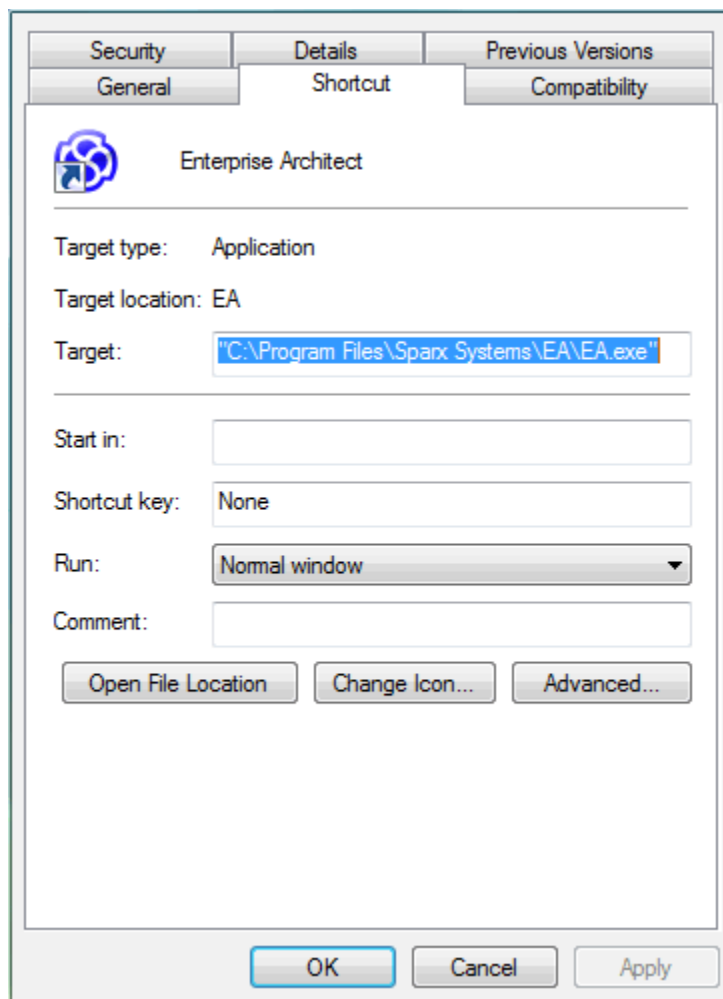 Security Details Previous Versions
General Shortcut Compatibility
Enterprise Architect
Target type: Application
Target location: EA
Target: "C:\Program Files\Sparx Systems\EA\EA.exe"
Start in:
Shortcut key: None
Run: Normal window
Comment:
Open File Location Change Icon... Advanced...
OK Cancel Apply